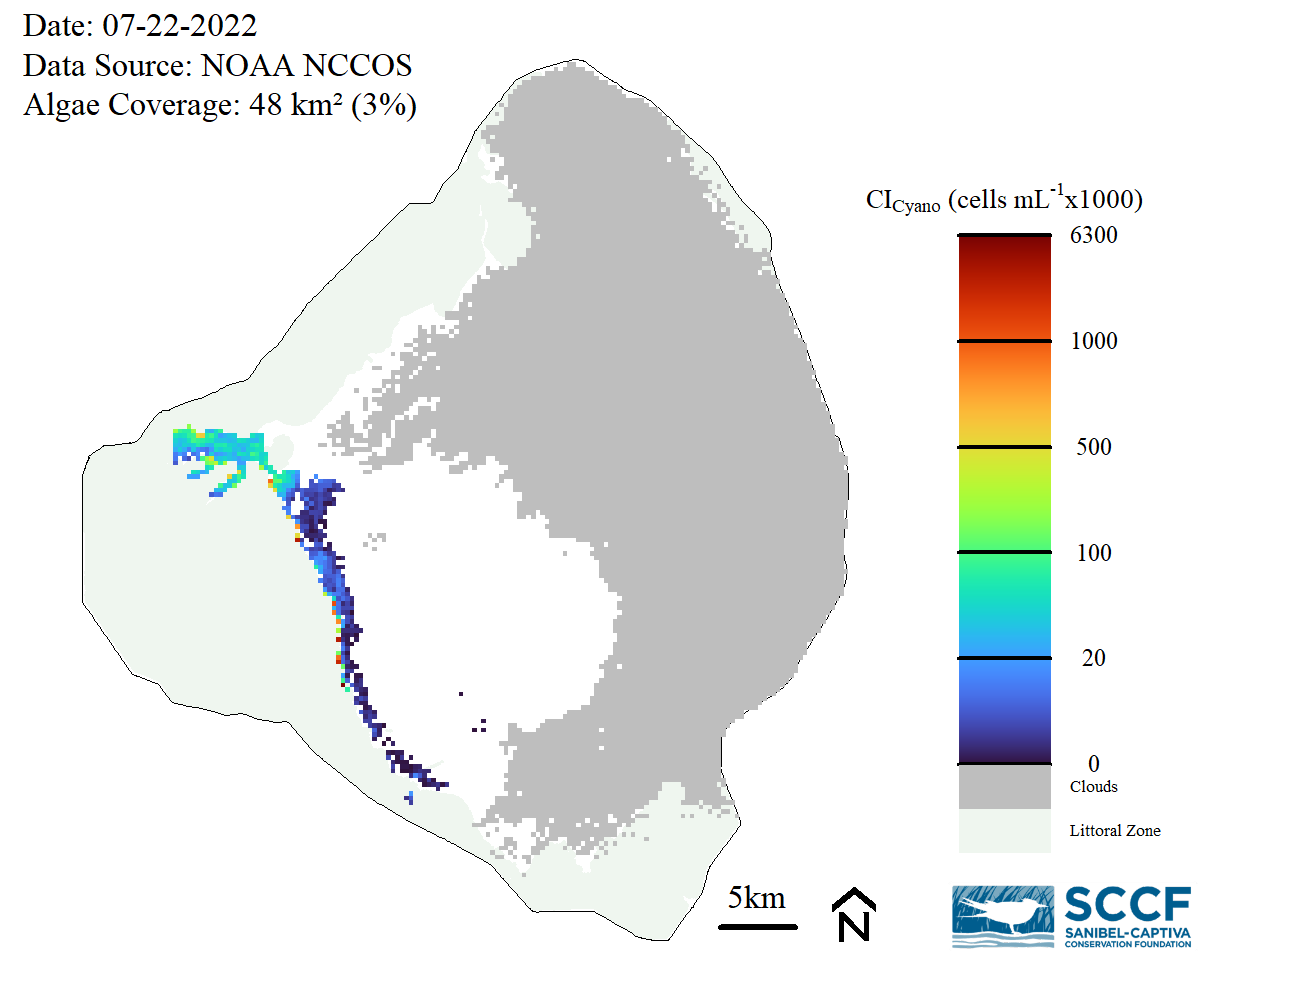 Date: 07-22-2022
Data Source: NOAA NCCOS
Algae Coverage: 48 km² (3%)
CICyano (cells mL-1x1000)
6300
1000
500
100
20
0
Clouds
Littoral Zone
5km
N
SCCF
SANIBEL-CAPTIVA
CONSERVATION FOUNDATION